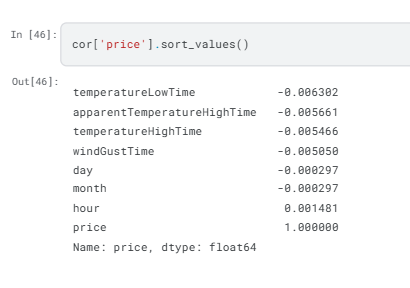 In [46]: cor['price'].sort_values()
Out[46]:
temperatureLowTime -0.006302
apparentTemperatureHighTime -0.005661
temperatureHighTime -0.005466
windGustTime -0.005050
day -0.000297
month -0.000297
hour 0.001481
price 1.000000
Name: price, dtype: float64